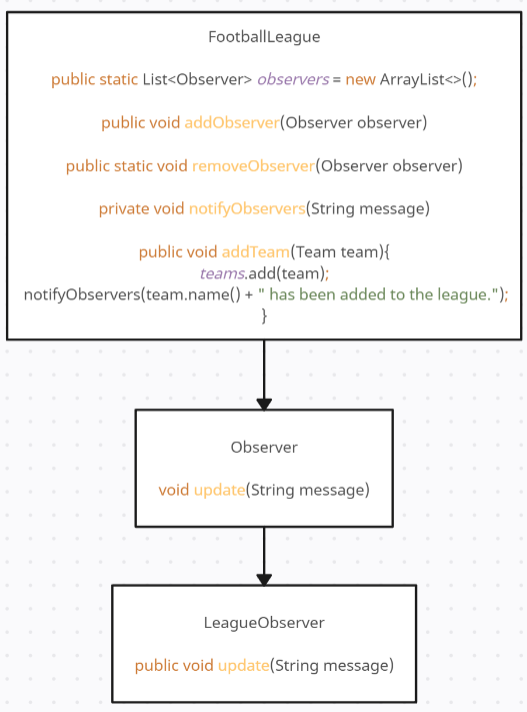 FootballLeague
public static List<Observer> observers = new ArrayList<>();
public void addObserver(Observer observer)
public static void removeObserver(Observer observer)
private void notifyObservers(String message)
public void addTeam(Team team){
teams.add(team);
notifyObservers(team.name() + " has been added to the league.");
}
Observer
void update(String message)
LeagueObserver
public void update(String message)